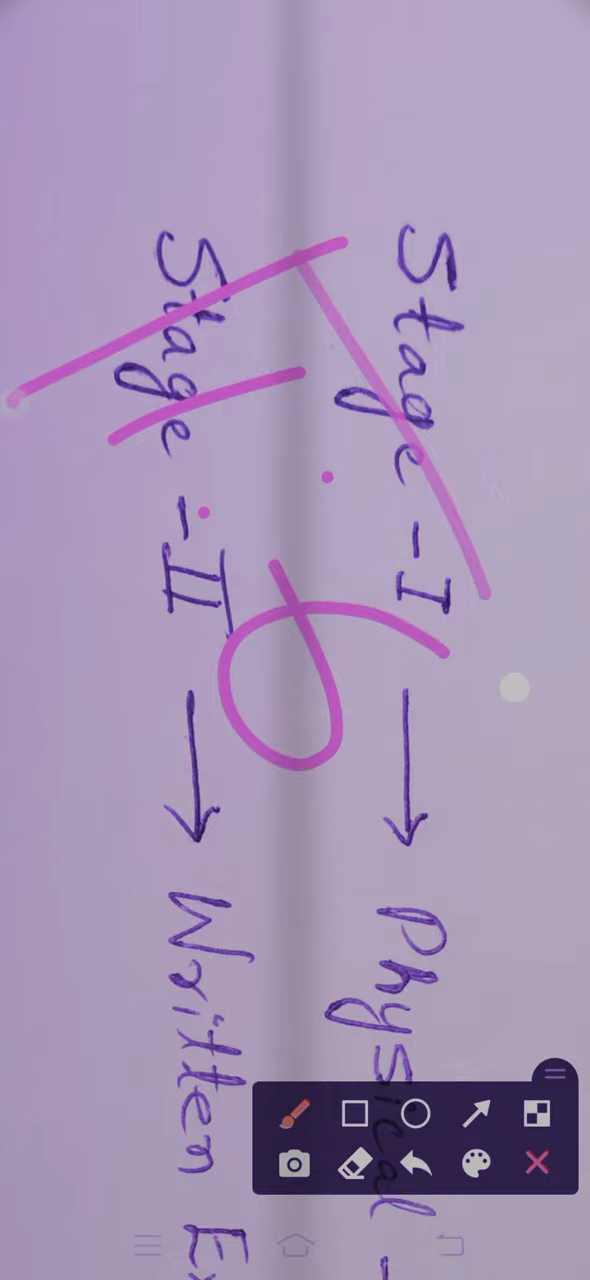 Stage - I → Physical -
Stage - II → Written